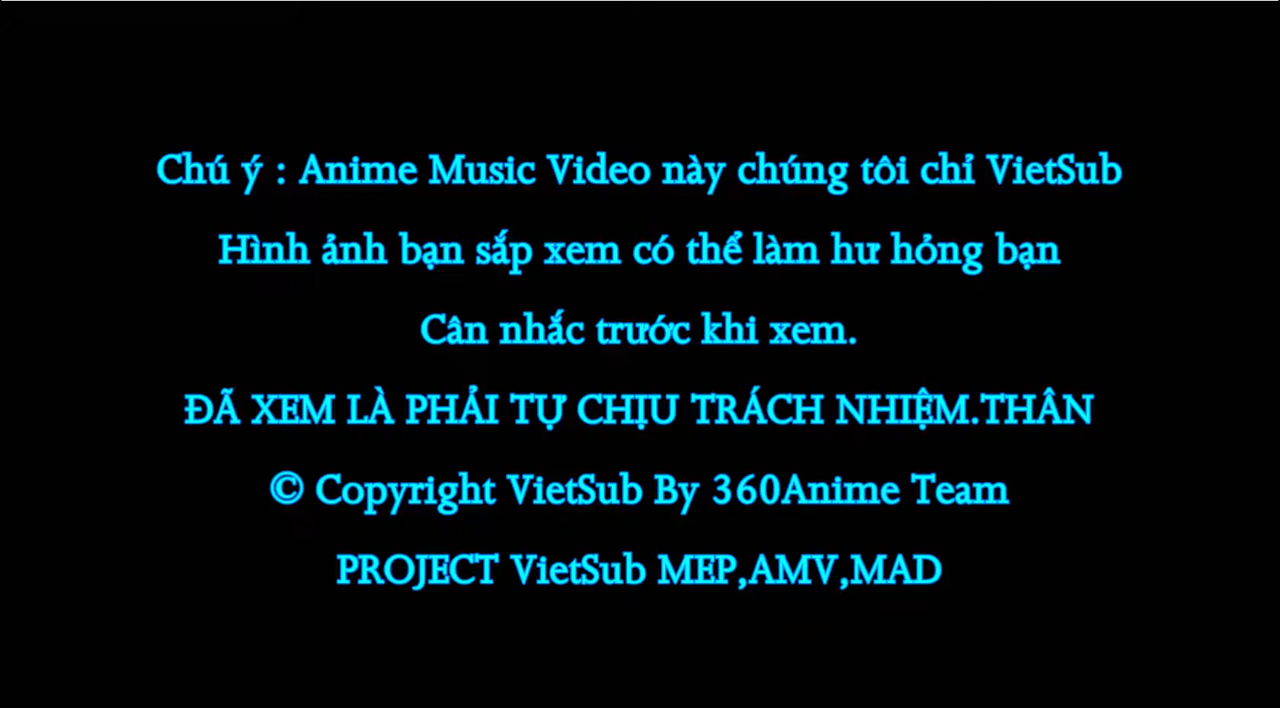 Chú ý : Anime Music Video này chúng tôi chỉ VietSub
Hình ảnh bạn sắp xem có thể làm hư hỏng bạn
Cân nhắc trước khi xem.
ĐÃ XEM LÀ PHẢI TỰ CHỊU TRÁCH NHIỆM.THÂN
© Copyright VietSub By 360Anime Team
PROJECT VietSub MEP,AMV,MAD